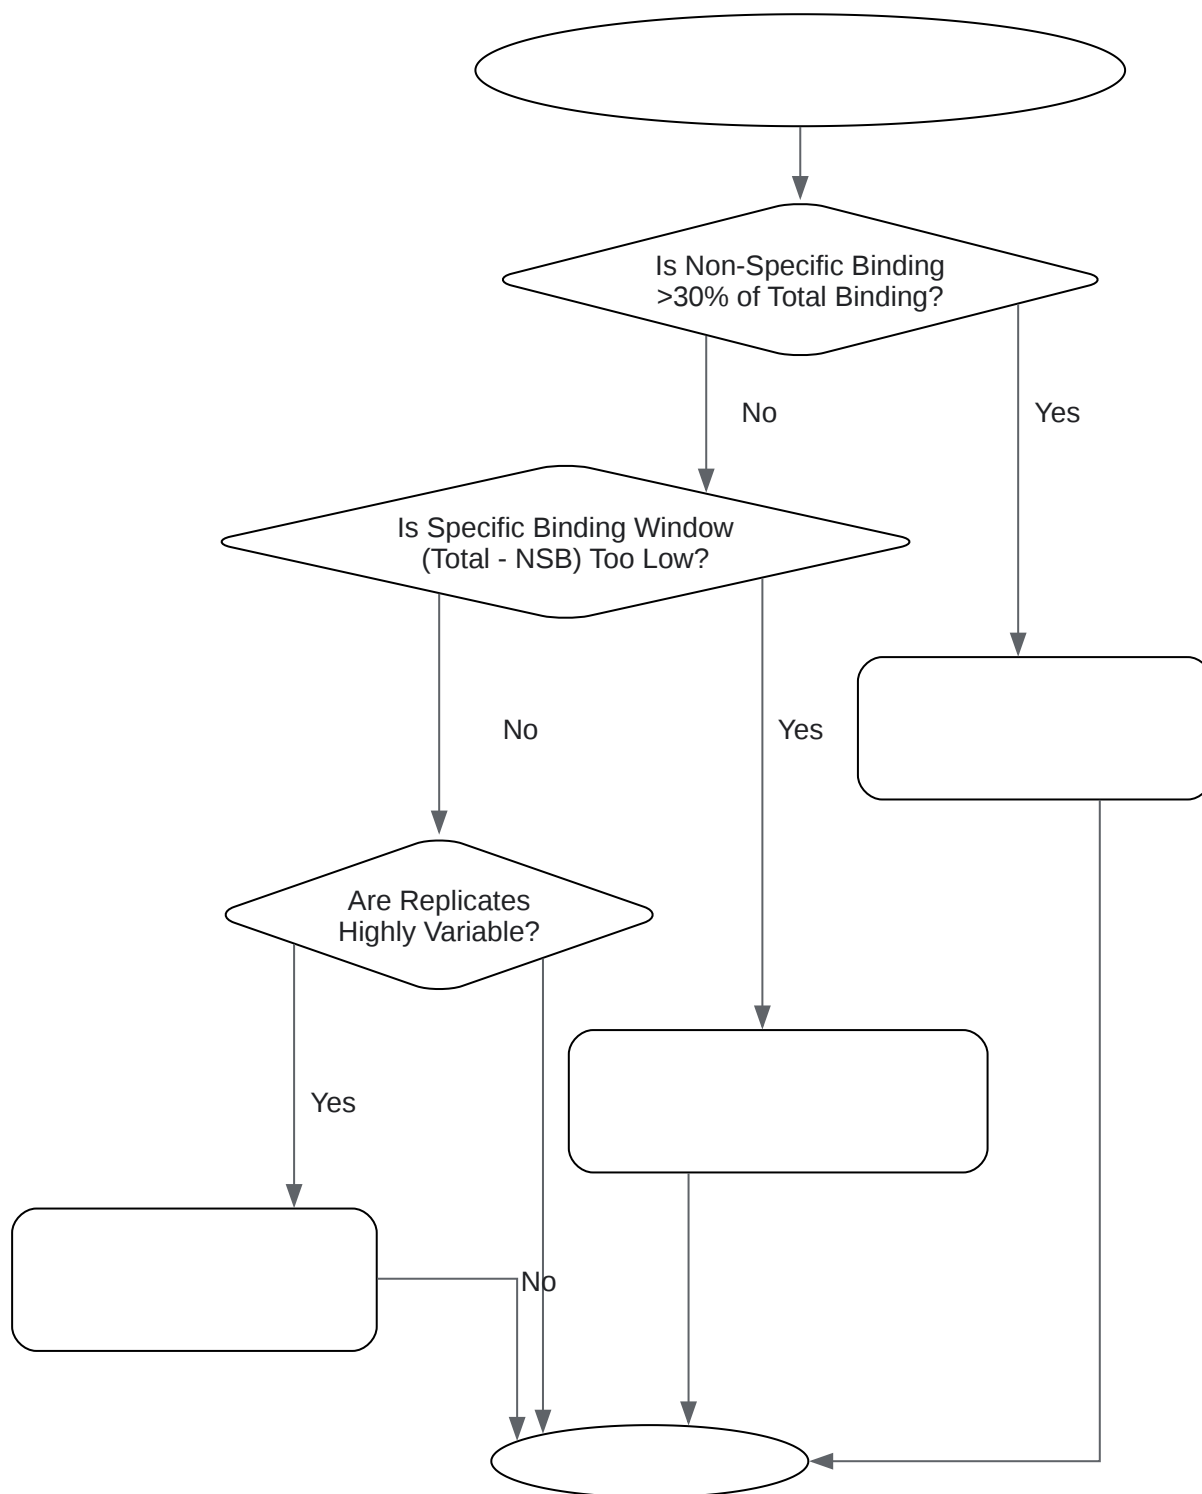 Is Non-Specific Binding
>30% of Total Binding?
No
Yes
Is Specific Binding Window
(Total - NSB) Too Low?
No
Yes
Are Replicates
Highly Variable?
Yes
No